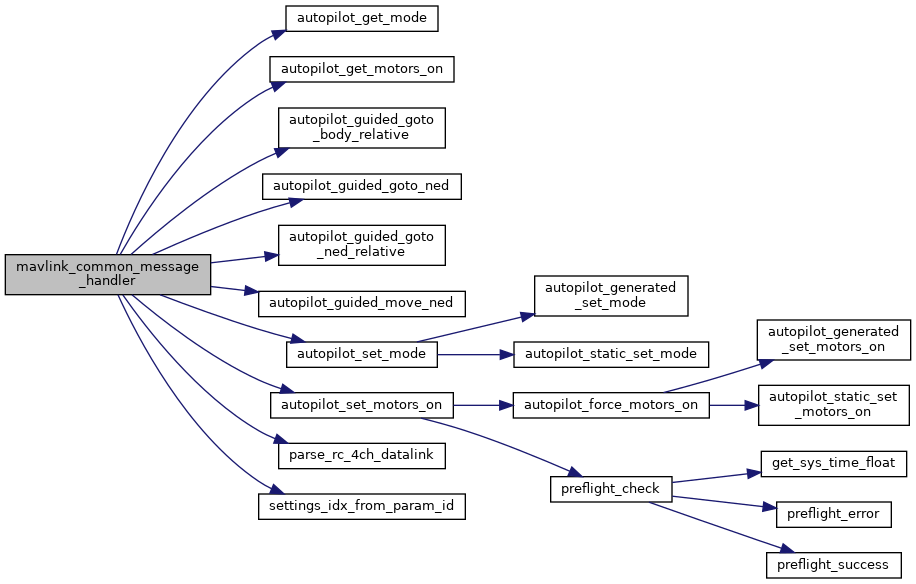 autopilot_get_mode
autopilot_get_motors_on
autopilot_guided_goto
_body_relative
autopilot_guided_goto_ned
autopilot_guided_goto
_ned_relative
mavlink_common_message
_handler
autopilot_guided_move_ned
autopilot_generated
_set_mode
autopilot_set_mode
autopilot_static_set_mode
autopilot_generated
_set_motors_on
autopilot_set_motors_on
autopilot_force_motors_on
autopilot_static_set
_motors_on
parse_rc_4ch_datalink
settings_idx_from_param_id
preflight_check
get_sys_time_float
preflight_error
preflight_success